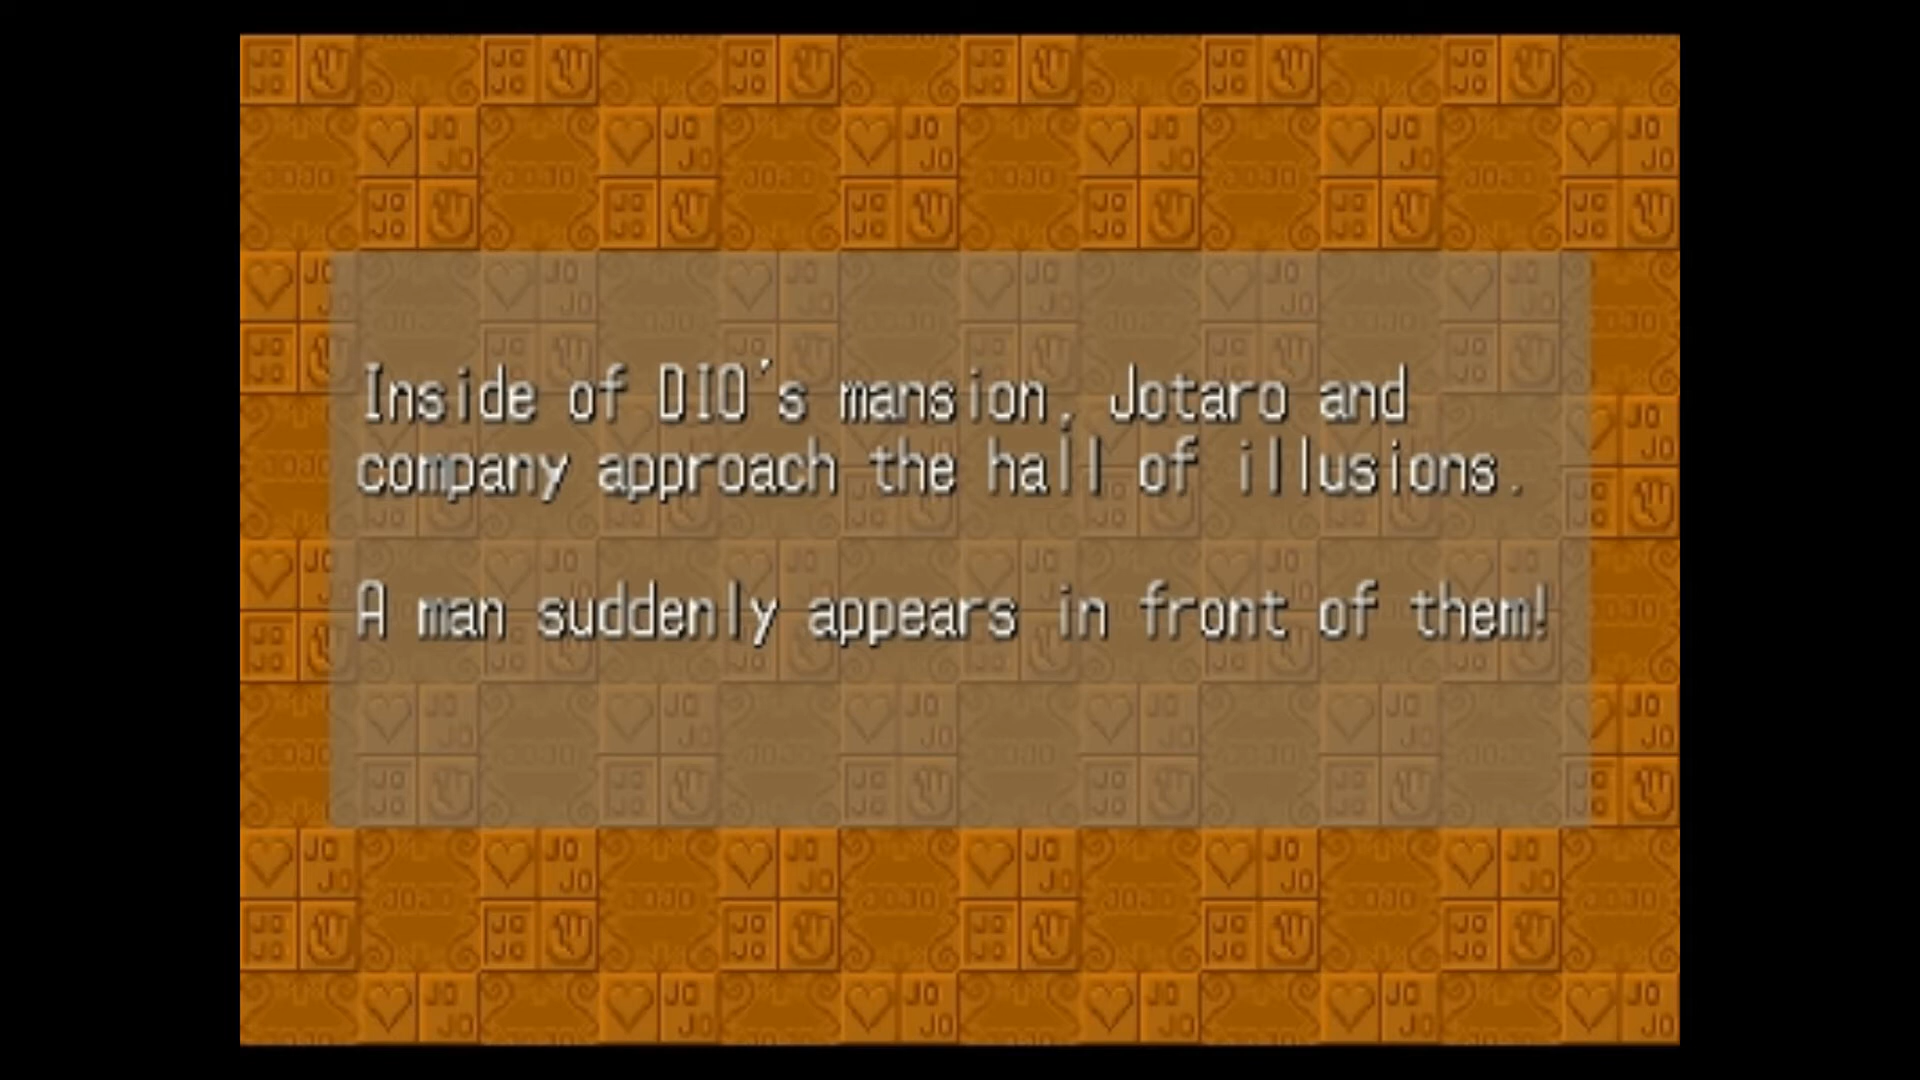 Inside of DIO's mansion, Jotaro and
company approach the hall of illusions.
A man suddenly appears in front of them!